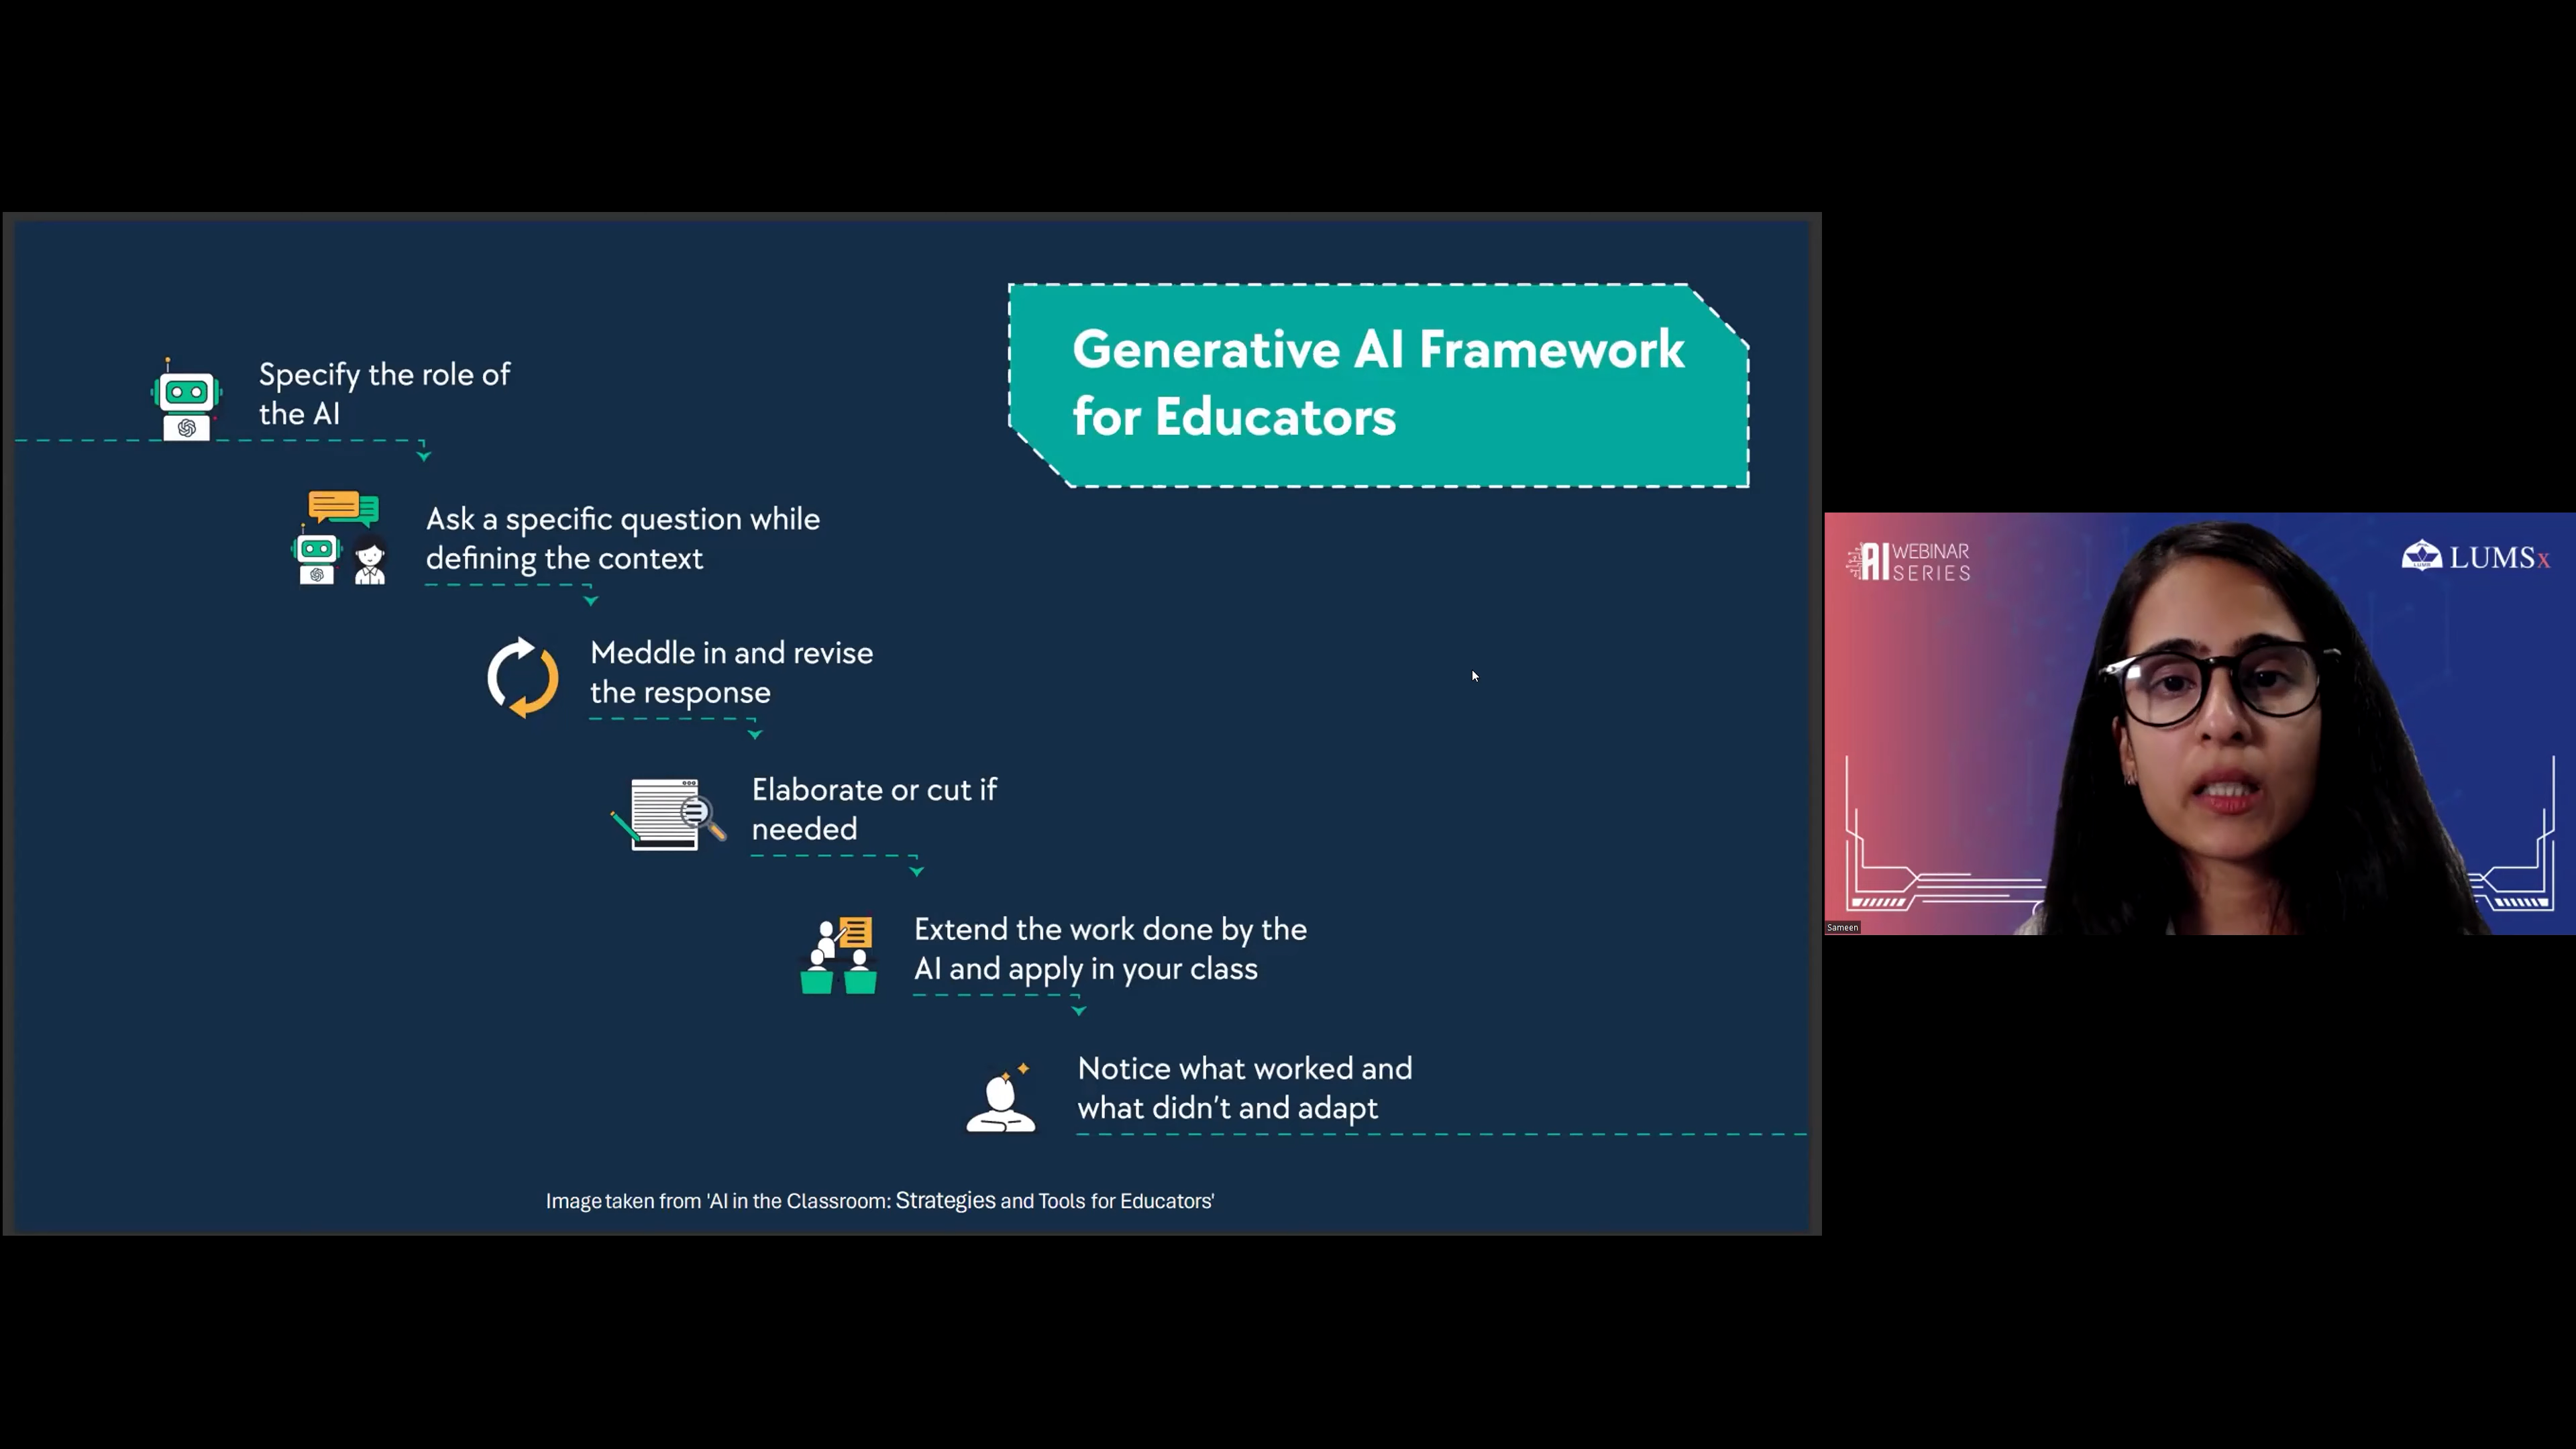 Generative AI Framework
for Educators
Specify the role of
the AI
Ask a specific question while
defining the context
Meddle in and revise
the response
Elaborate or cut if
needed
Extend the work done by the
AI and apply in your class
Notice what worked and
what didn't and adapt
Image taken from 'AI in the Classroom: Strategies and Tools for Educators'
AI WEBINAR
SERIES
LUMSx
Sameen